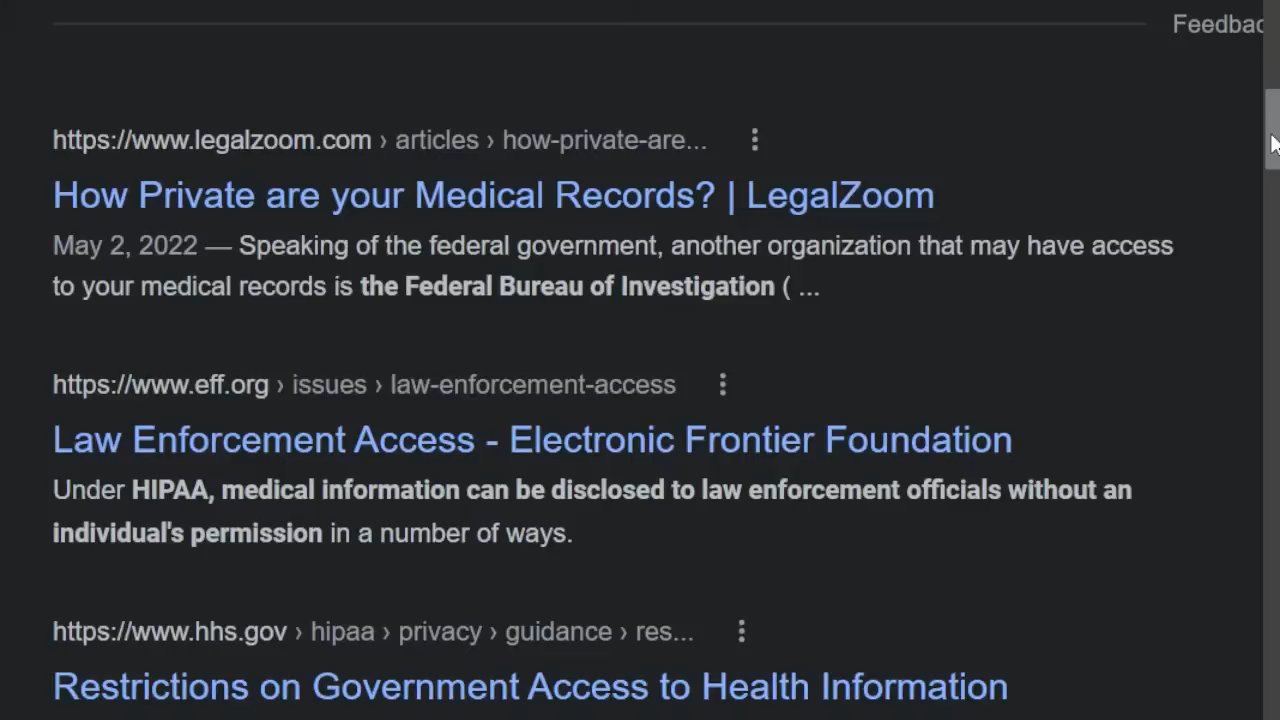 Feedbac
https://www.legalzoom.com › articles › how-private-are...
How Private are your Medical Records? | LegalZoom
May 2, 2022 — Speaking of the federal government, another organization that may have access
to your medical records is the Federal Bureau of Investigation ( ...
https://www.eff.org › issues › law-enforcement-access
Law Enforcement Access - Electronic Frontier Foundation
Under HIPAA, medical information can be disclosed to law enforcement officials without an
individual's permission in a number of ways.
https://www.hhs.gov › hipaa › privacy › guidance › res...
Restrictions on Government Access to Health Information